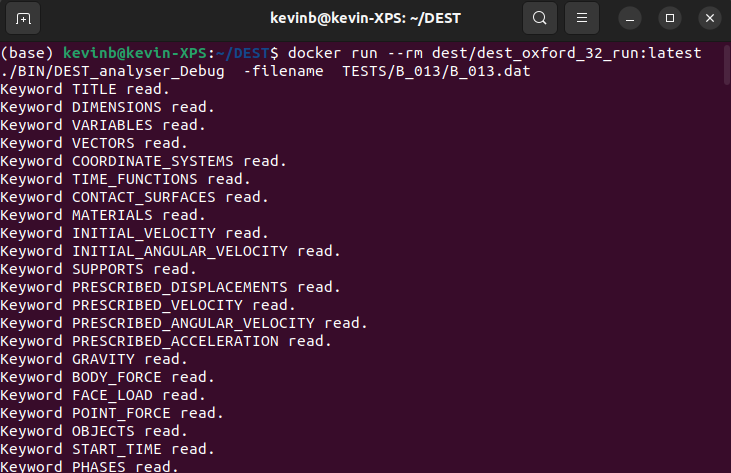 kevinb@kevin-XPS: ~/DEST
(base) kevinb@kevin-XPS:~/DEST$ docker run --rm dest/dest_oxford_32_run:latest
./BIN/DEST_analyser_Debug  -filename  TESTS/B_013/B_013.dat
Keyword TITLE read.
Keyword DIMENSIONS read.
Keyword VARIABLES read.
Keyword VECTORS read.
Keyword COORDINATE_SYSTEMS read.
Keyword TIME_FUNCTIONS read.
Keyword CONTACT_SURFACES read.
Keyword MATERIALS read.
Keyword INITIAL_VELOCITY read.
Keyword INITIAL_ANGULAR_VELOCITY read.
Keyword SUPPORTS read.
Keyword PRESCRIBED_DISPLACEMENTS read.
Keyword PRESCRIBED_VELOCITY read.
Keyword PRESCRIBED_ANGULAR_VELOCITY read.
Keyword PRESCRIBED_ACCELERATION read.
Keyword GRAVITY read.
Keyword BODY_FORCE read.
Keyword FACE_LOAD read.
Keyword POINT_FORCE read.
Keyword OBJECTS read.
Keyword START_TIME read.
Keyword PHASES read.